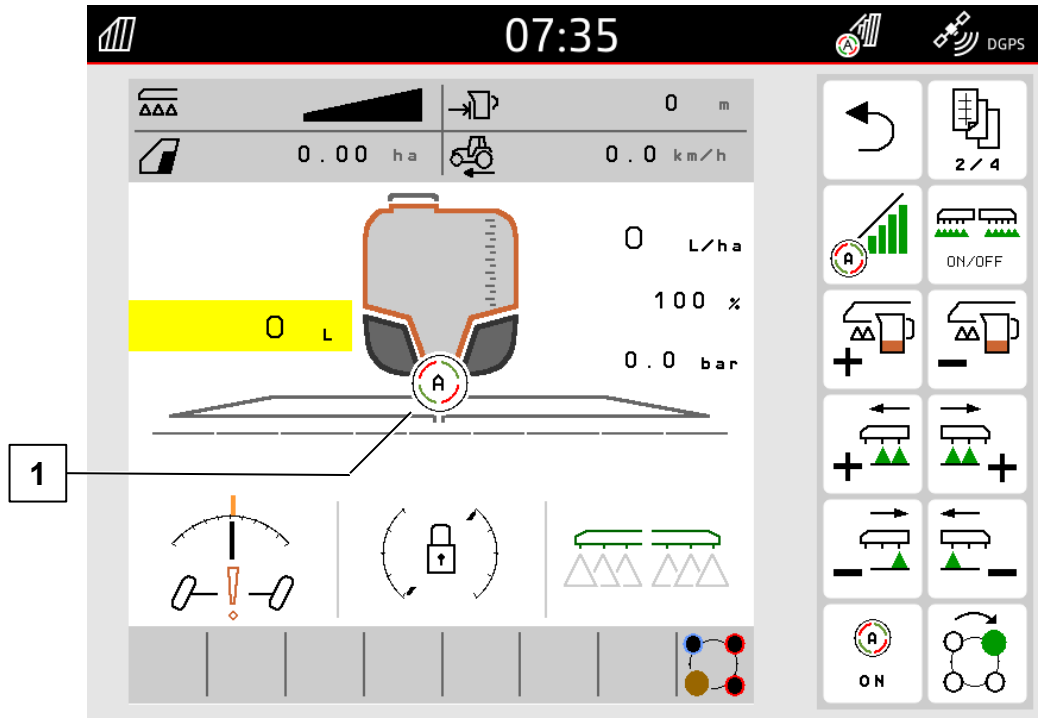 07:35
A
DGPS
0 m
0.00 ha
0.0 km/h
2/4
0 L/ha
A
ON/OFF
100 %
0 L
0.0 bar
A
1
A
ON